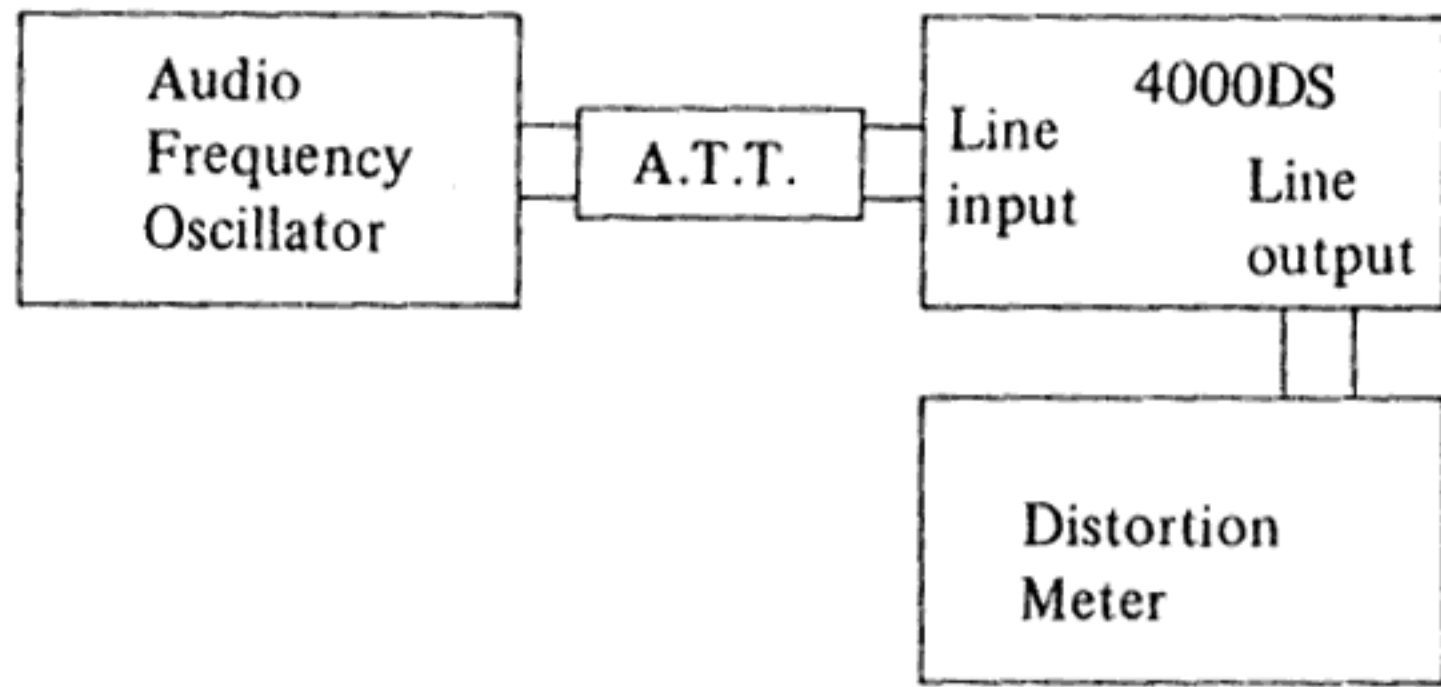 Audio
Frequency
Oscillator
A.T.T.
4000DS
Line
input
Line
output
Distortion
Meter